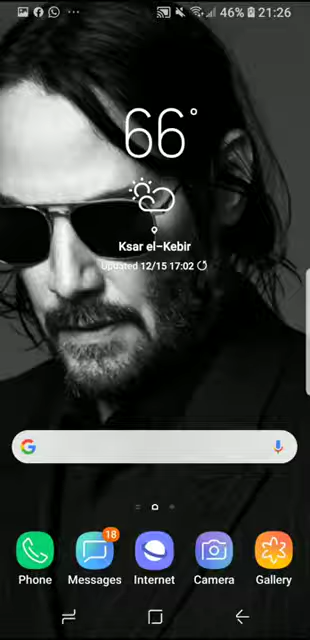 46% 21:26
66°
Ksar el-Kebir
Updated 12/15 17:02
G
18
Phone Messages Internet Camera Gallery